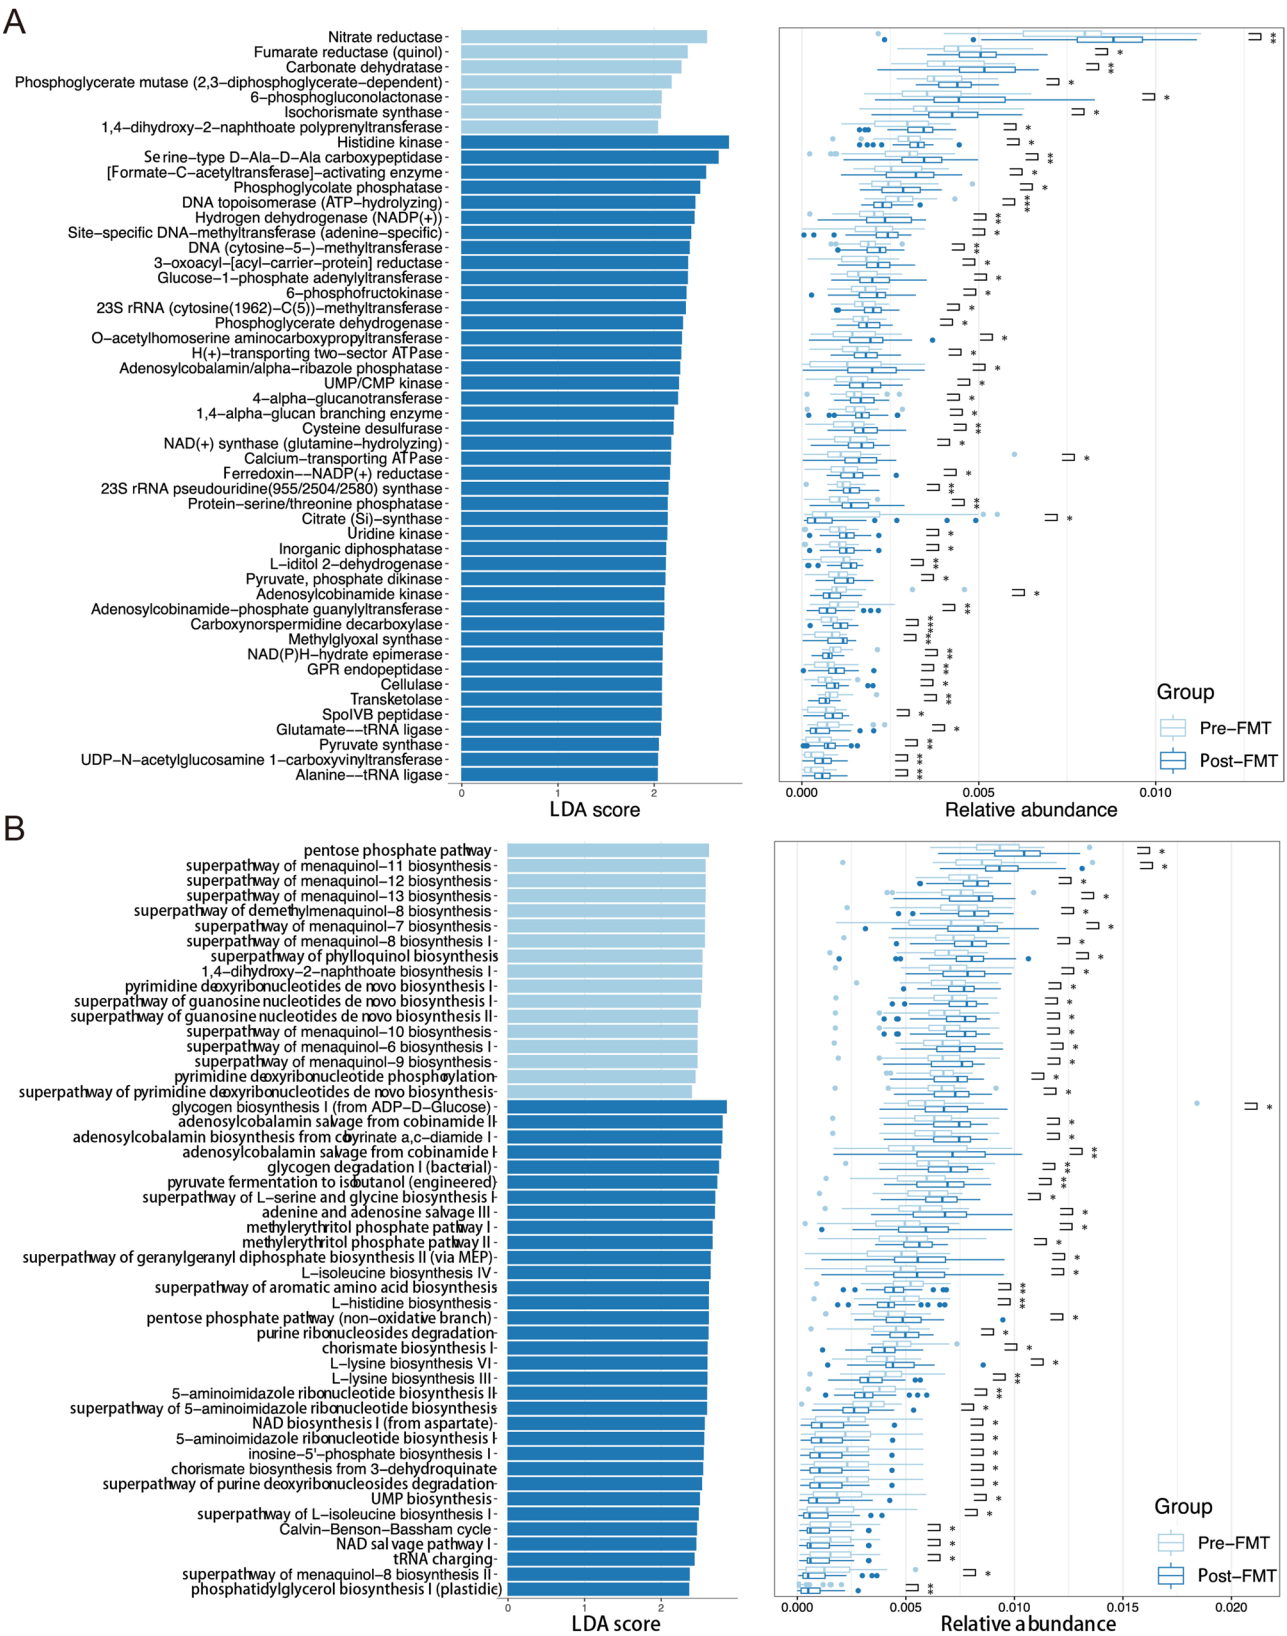 A
Nitrate reductase
Fumarate reductase (quinol)
Carbonate dehydratase
Phosphoglycerate mutase (2,3−diphosphoglycerate−dependent)
6−phosphogluconolactonase
Isochorismate synthase
1,4−dihydroxy−2−naphthoate polyprenyltransferase
Histidine kinase
Serine−type D−Ala−D−Ala carboxypeptidase
[Formate−C−acetyltransferase]−activating enzyme
Phosphoglycolate phosphatase
DNA topoisomerase (ATP−hydrolyzing)
Hydrogen dehydrogenase (NADP(+))
Site−specific DNA−methyltransferase (adenine−specific)
DNA (cytosine−5−)−methyltransferase
3−oxoacyl−[acyl−carrier−protein] reductase
Glucose−1−phosphate adenylyltransferase
6−phosphofructokinase
23S rRNA (cytosine(1962)−C(5))−methyltransferase
Phosphoglycerate dehydrogenase
O−acetylhomoserine aminocarboxypropyltransferase
H(+)−transporting two−sector ATPase
Adenosylcobalamin/alpha−ribazole phosphatase
UMP/CMP kinase
4−alpha−glucanotransferase
1,4−alpha−glucan branching enzyme
Cysteine desulfurase
NAD(+) synthase (glutamine−hydrolyzing)
Calcium−transporting ATPase
Ferredoxin−−NADP(+) reductase
23S rRNA pseudouridine(955/2504/2580) synthase
Protein−serine/threonine phosphatase
Citrate (Si)−synthase
Uridine kinase
Inorganic diphosphatase
L−iditol 2−dehydrogenase
Pyruvate, phosphate dikinase
Adenosylcobinamide kinase
Adenosylcobinamide−phosphate guanylyltransferase
Carboxynorspermidine decarboxylase
Methylglyoxal synthase
NAD(P)H−hydrate epimerase
GPR endopeptidase
Cellulase
Transketolase
SpoIVB peptidase
Glutamate−−tRNA ligase
Pyruvate synthase
UDP−N−acetylglucosamine 1−carboxyvinyltransferase
Alanine−−tRNA ligase
0 1 2
LDA score
Group
Pre−FMT
Post−FMT
0.000 0.005 0.010
Relative abundance
B
pentose phosphate pathway
superpathway of menaquinol−11 biosynthesis
superpathway of menaquinol−12 biosynthesis
superpathway of menaquinol−13 biosynthesis
superpathway of demethylmenaquinol−8 biosynthesis
superpathway of menaquinol−7 biosynthesis
superpathway of menaquinol−8 biosynthesis I
superpathway of phylloquinol biosynthesis
1,4−dihydroxy−2−naphthoate biosynthesis I
pyrimidine deoxyribonucleotides de novo biosynthesis I
superpathway of guanosine nucleotides de novo biosynthesis I
superpathway of guanosine nucleotides de novo biosynthesis II
superpathway of menaquinol−10 biosynthesis
superpathway of menaquinol−6 biosynthesis I
superpathway of menaquinol−9 biosynthesis
pyrimidine deoxyribonucleotide phosphorylation
superpathway of pyrimidine deoxyribonucleotides de novo biosynthesis
glycogen biosynthesis I (from ADP−D−Glucose)
adenosylcobalamin salvage from cobinamide II
adenosylcobalamin biosynthesis from cobyrinate a,c−diamide I
adenosylcobalamin salvage from cobinamide I
glycogen degradation I (bacterial)
pyruvate fermentation to isobutanol (engineered)
superpathway of L−serine and glycine biosynthesis I
adenine and adenosine salvage III
methylerythritol phosphate pathway I
methylerythritol phosphate pathway II
superpathway of geranylgeranyl diphosphate biosynthesis II (via MEP)
L−isoleucine biosynthesis IV
superpathway of aromatic amino acid biosynthesis
L−histidine biosynthesis
pentose phosphate pathway (non−oxidative branch)
purine ribonucleosides degradation
chorismate biosynthesis I
L−lysine biosynthesis VI
L−lysine biosynthesis III
5−aminoimidazole ribonucleotide biosynthesis II
superpathway of 5−aminoimidazole ribonucleotide biosynthesis
NAD biosynthesis I (from aspartate)
5−aminoimidazole ribonucleotide biosynthesis I
inosine−5'−phosphate biosynthesis I
chorismate biosynthesis from 3−dehydroquinate
superpathway of purine deoxyribonucleosides degradation
UMP biosynthesis
superpathway of L−isoleucine biosynthesis I
Calvin−Benson−Bassham cycle
NAD salvage pathway I
tRNA charging
superpathway of menaquinol−8 biosynthesis II
phosphatidylglycerol biosynthesis I (plastidic)
0 1 2
LDA score
Group
Pre−FMT
Post−FMT
0.000 0.005 0.010 0.015 0.020
Relative abundance